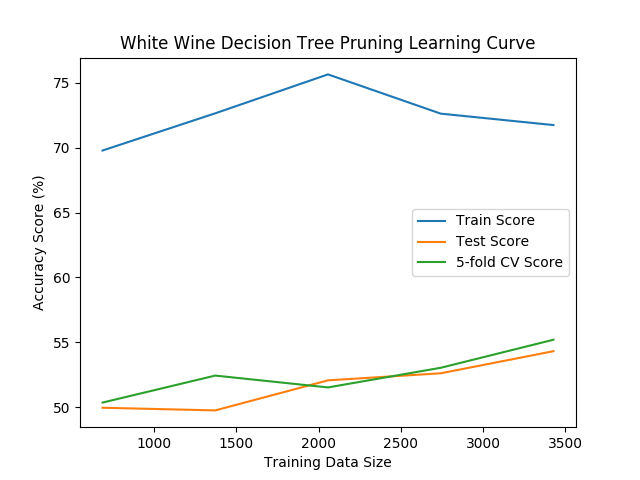 White Wine Decision Tree Pruning Learning Curve
Accuracy Score (%)
75
70
65
60
55
50
Train Score
Test Score
5-fold CV Score
1000 1500 2000 2500 3000 3500
Training Data Size